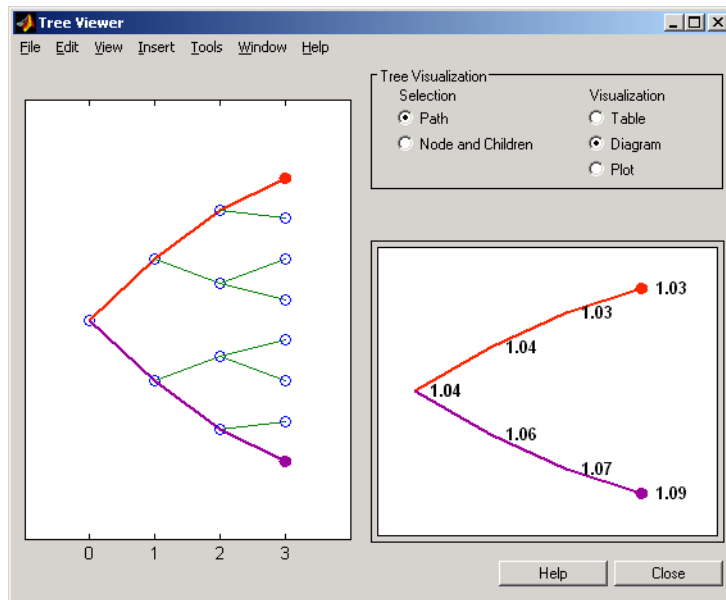 Tree Viewer
File Edit View Insert Tools Window Help
Tree Visualization
Selection
Visualization
Path
Table
Node and Children
Diagram
Plot
1.03
1.03
1.04
1.04
1.06
1.07
1.09
0 1 2 3
Help Close